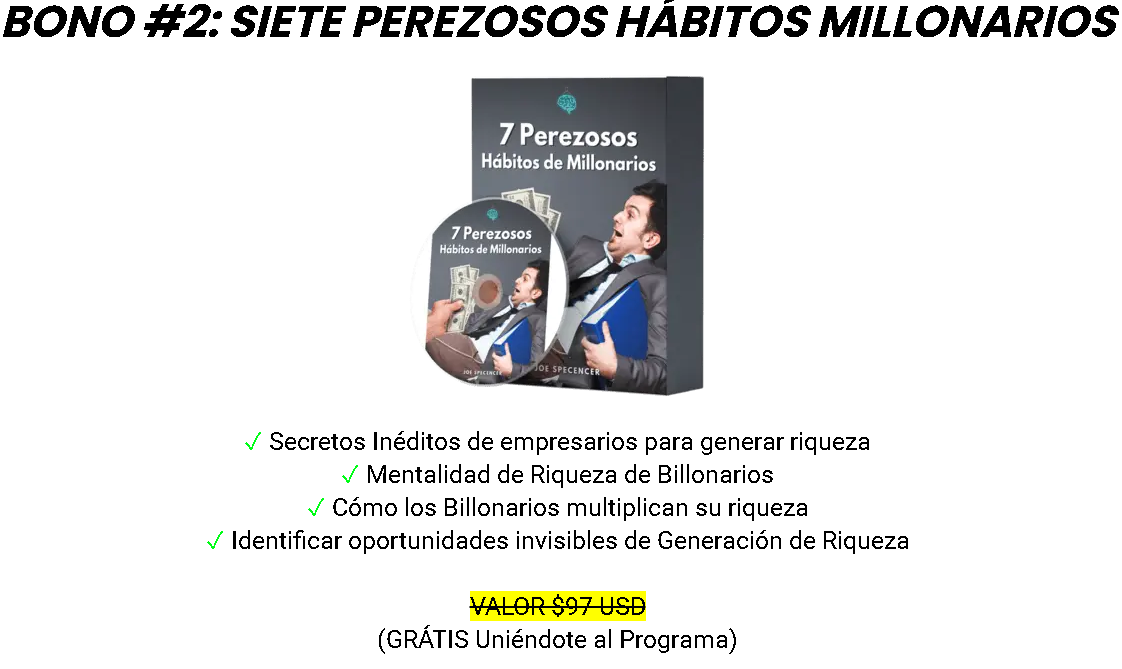 BONO #2: SIETE PEREZOSOS HÁBITOS MILLONARIOS
7 Perezosos
Hábitos de Millonarios
JOE SPECENCER
7 Perezosos
Hábitos de Millonarios
JOE SPECENCER
✓ Secretos Inéditos de empresarios para generar riqueza
✓ Mentalidad de Riqueza de Billonarios
✓ Cómo los Billonarios multiplican su riqueza
✓ Identificar oportunidades invisibles de Generación de Riqueza
VALOR $97 USD
(GRÁTIS Uniéndote al Programa)